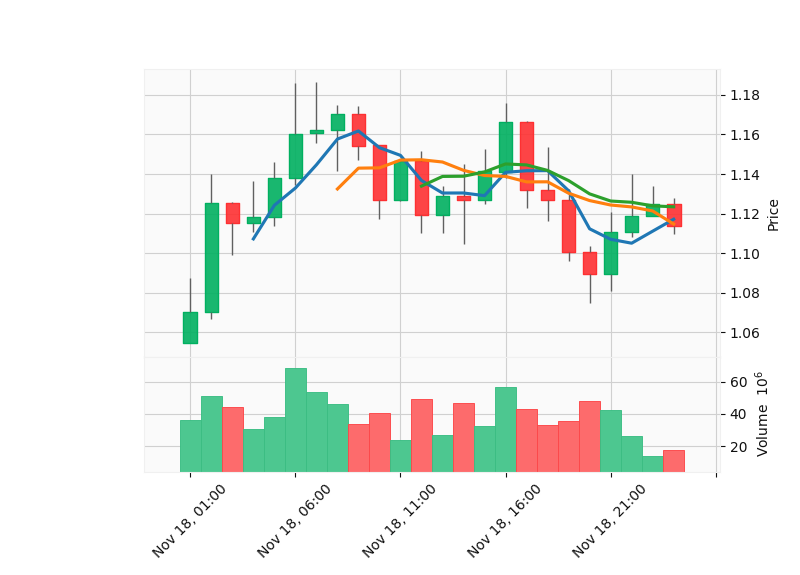 1.18
1.16
1.14
1.12
1.10
1.08
1.06
Price
60
40
20
Volume 10^6
Nov 18, 01:00
Nov 18, 06:00
Nov 18, 11:00
Nov 18, 16:00
Nov 18, 21:00